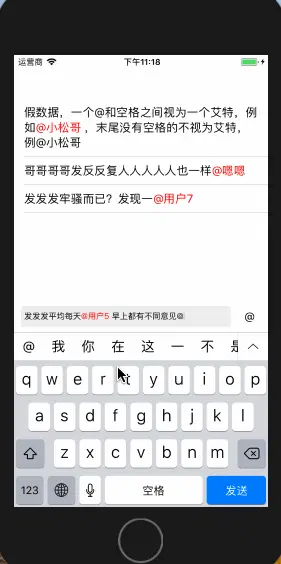 运营商 下午11:18
假数据，一个@和空格之间视为一个艾特，例
如@小松哥 ，末尾没有空格的不视为艾特，
例@小松哥
哥哥哥哥发反反复人人人人人也一样@嗯嗯
发发发牢骚而已？发现一@用户7
发发发平均每天@用户5 早上都有不同意见@ @
@ 我 你 在 这 一 不 是
q w e r t y u i o p
a s d f g h j k l
z x c v b n m
123 空格 发送